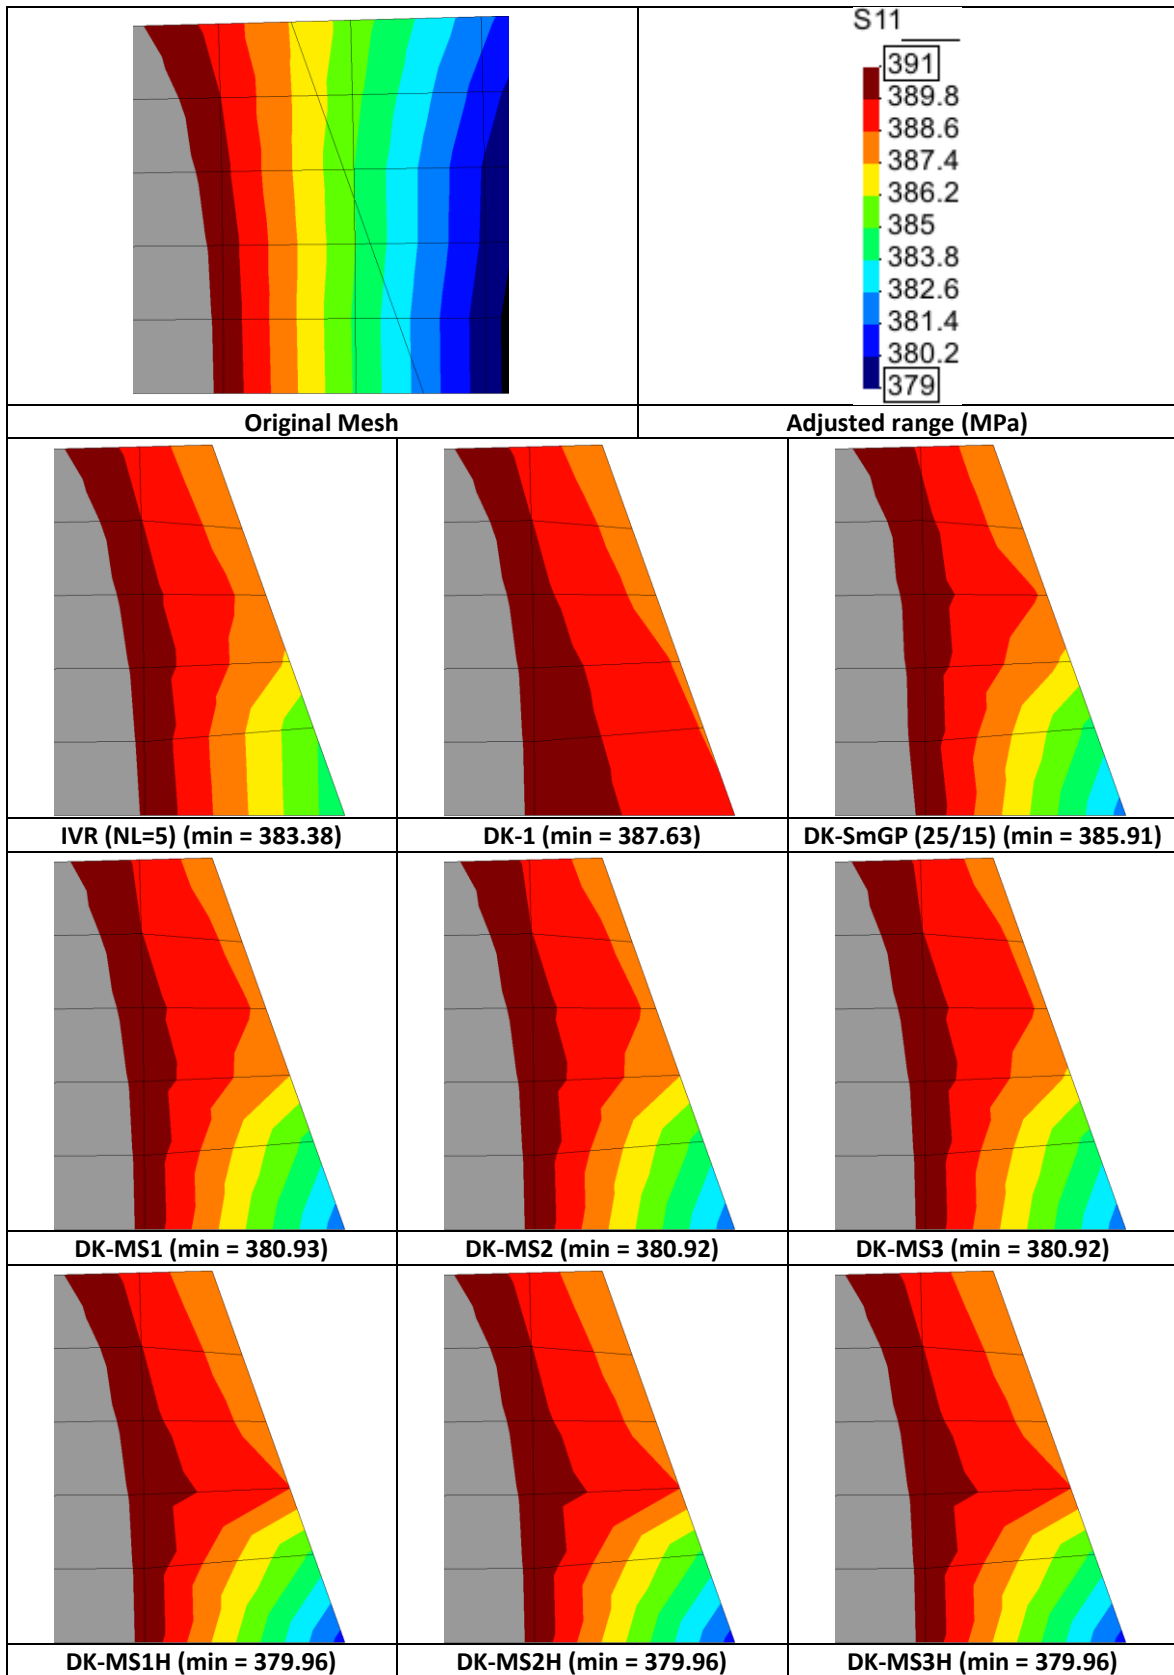 S11
391
389.8
388.6
387.4
386.2
385
383.8
382.6
381.4
380.2
379
Original Mesh
Adjusted range (MPa)
IVR (NL=5) (min = 383.38)
DK-1 (min = 387.63)
DK-SmGP (25/15) (min = 385.91)
DK-MS1 (min = 380.93)
DK-MS2 (min = 380.92)
DK-MS3 (min = 380.92)
DK-MS1H (min = 379.96)
DK-MS2H (min = 379.96)
DK-MS3H (min = 379.96)